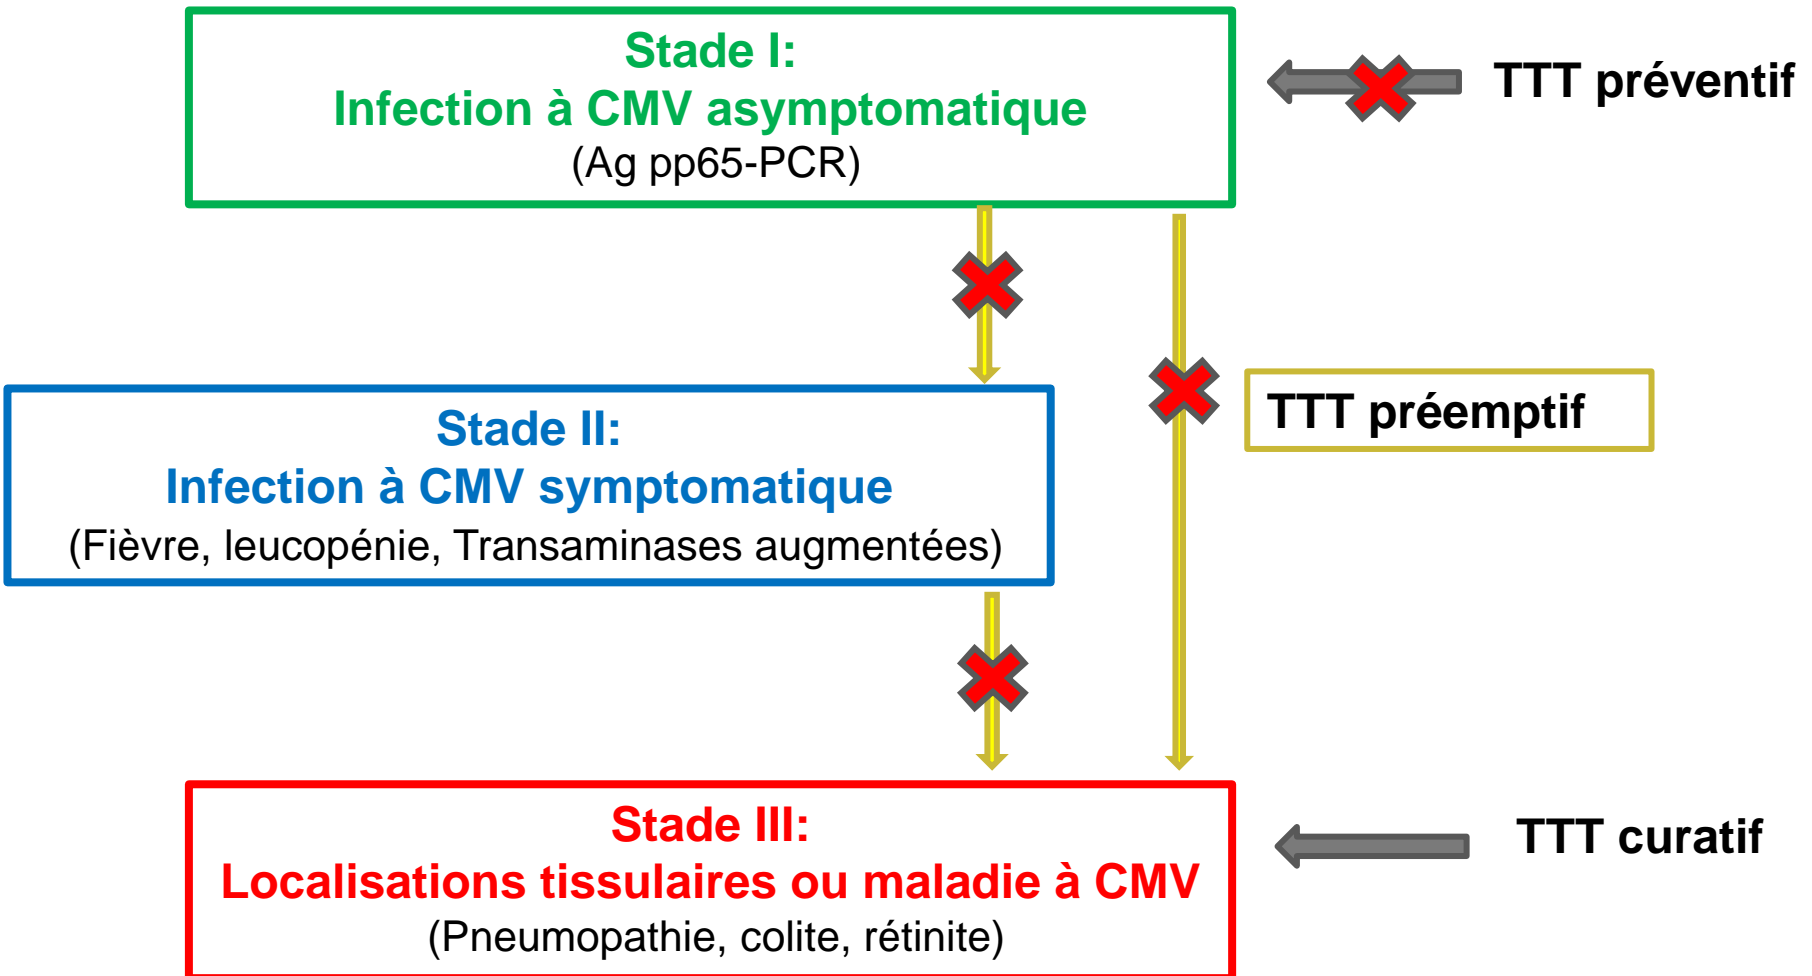 Stade I:
Infection à CMV asymptomatique
(Ag pp65-PCR)
TTT préventif
TTT préemptif
Stade II:
Infection à CMV symptomatique
(Fièvre, leucopénie, Transaminases augmentées)
Stade III:
Localisations tissulaires ou maladie à CMV
(Pneumopathie, colite, rétinite)
TTT curatif